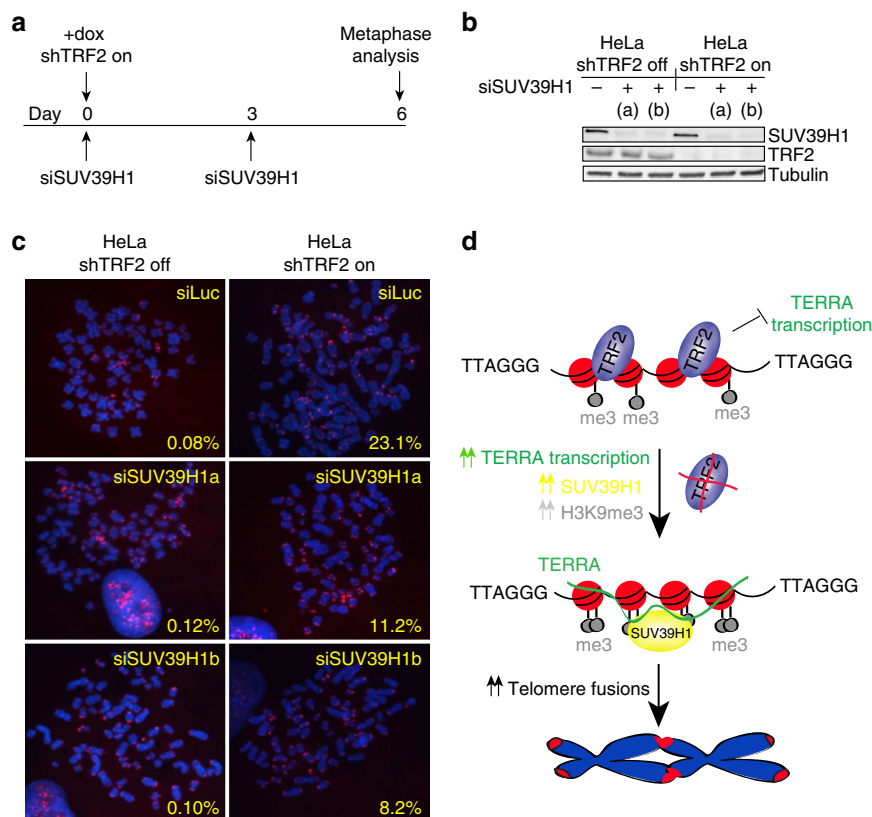 a
+dox
shTRF2 on
Metaphase
analysis
Day 0 3 6
siSUV39H1 siSUV39H1
b
HeLa HeLa
shTRF2 off shTRF2 on
siSUV39H1 − + + − + +
(a) (b) (a) (b)
SUV39H1
TRF2
Tubulin
c
HeLa HeLa
shTRF2 off shTRF2 on
siLuc siLuc
0.08% 23.1%
siSUV39H1a siSUV39H1a
0.12% 11.2%
siSUV39H1b siSUV39H1b
0.10% 8.2%
d
TERRA
transcription
TRF2 TRF2
TTAGGG TTAGGG
me3 me3 me3
TERRA transcription
SUV39H1
H3K9me3
TRF2
TERRA
TTAGGG TTAGGG
me3 SUV39H1 me3
Telomere fusions